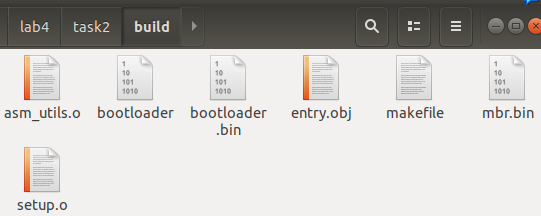 lab4 task2 build
asm_utils.o bootloader bootloader entry.obj makefile mbr.bin
.bin
setup.o